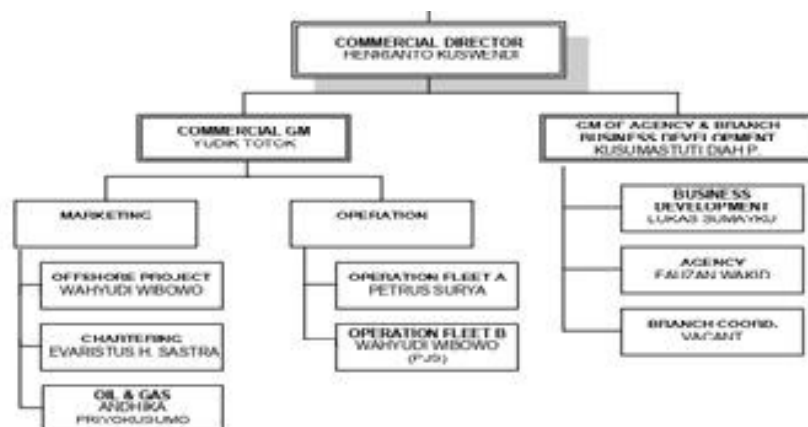 COMMERCIAL DIRECTOR
HENRIANTO KUSWENDI
COMMERCIAL GM
YUDIK TOTOK
GM OF AGENCY & BRANCH
BUSINESS DEVELOPMENT
KUSUMASTUTI DIAH P.
MARKETING
OPERATION
BUSINESS
DEVELOPMENT
LUKAS SUMAYKU
OFFSHORE PROJECT
WAHYUDI WIBOWO
OPERATION FLEET A
PETRUS SURYA
AGENCY
FAUZAN WAKID
CHARTERING
EVARISTUS H. SASTRA
OPERATION FLEET B
WAHYUDI WIBOWO
(PJS)
BRANCH COORD.
VACANT
OIL & GAS
ANDHIKA
PRIYOKUSUMO